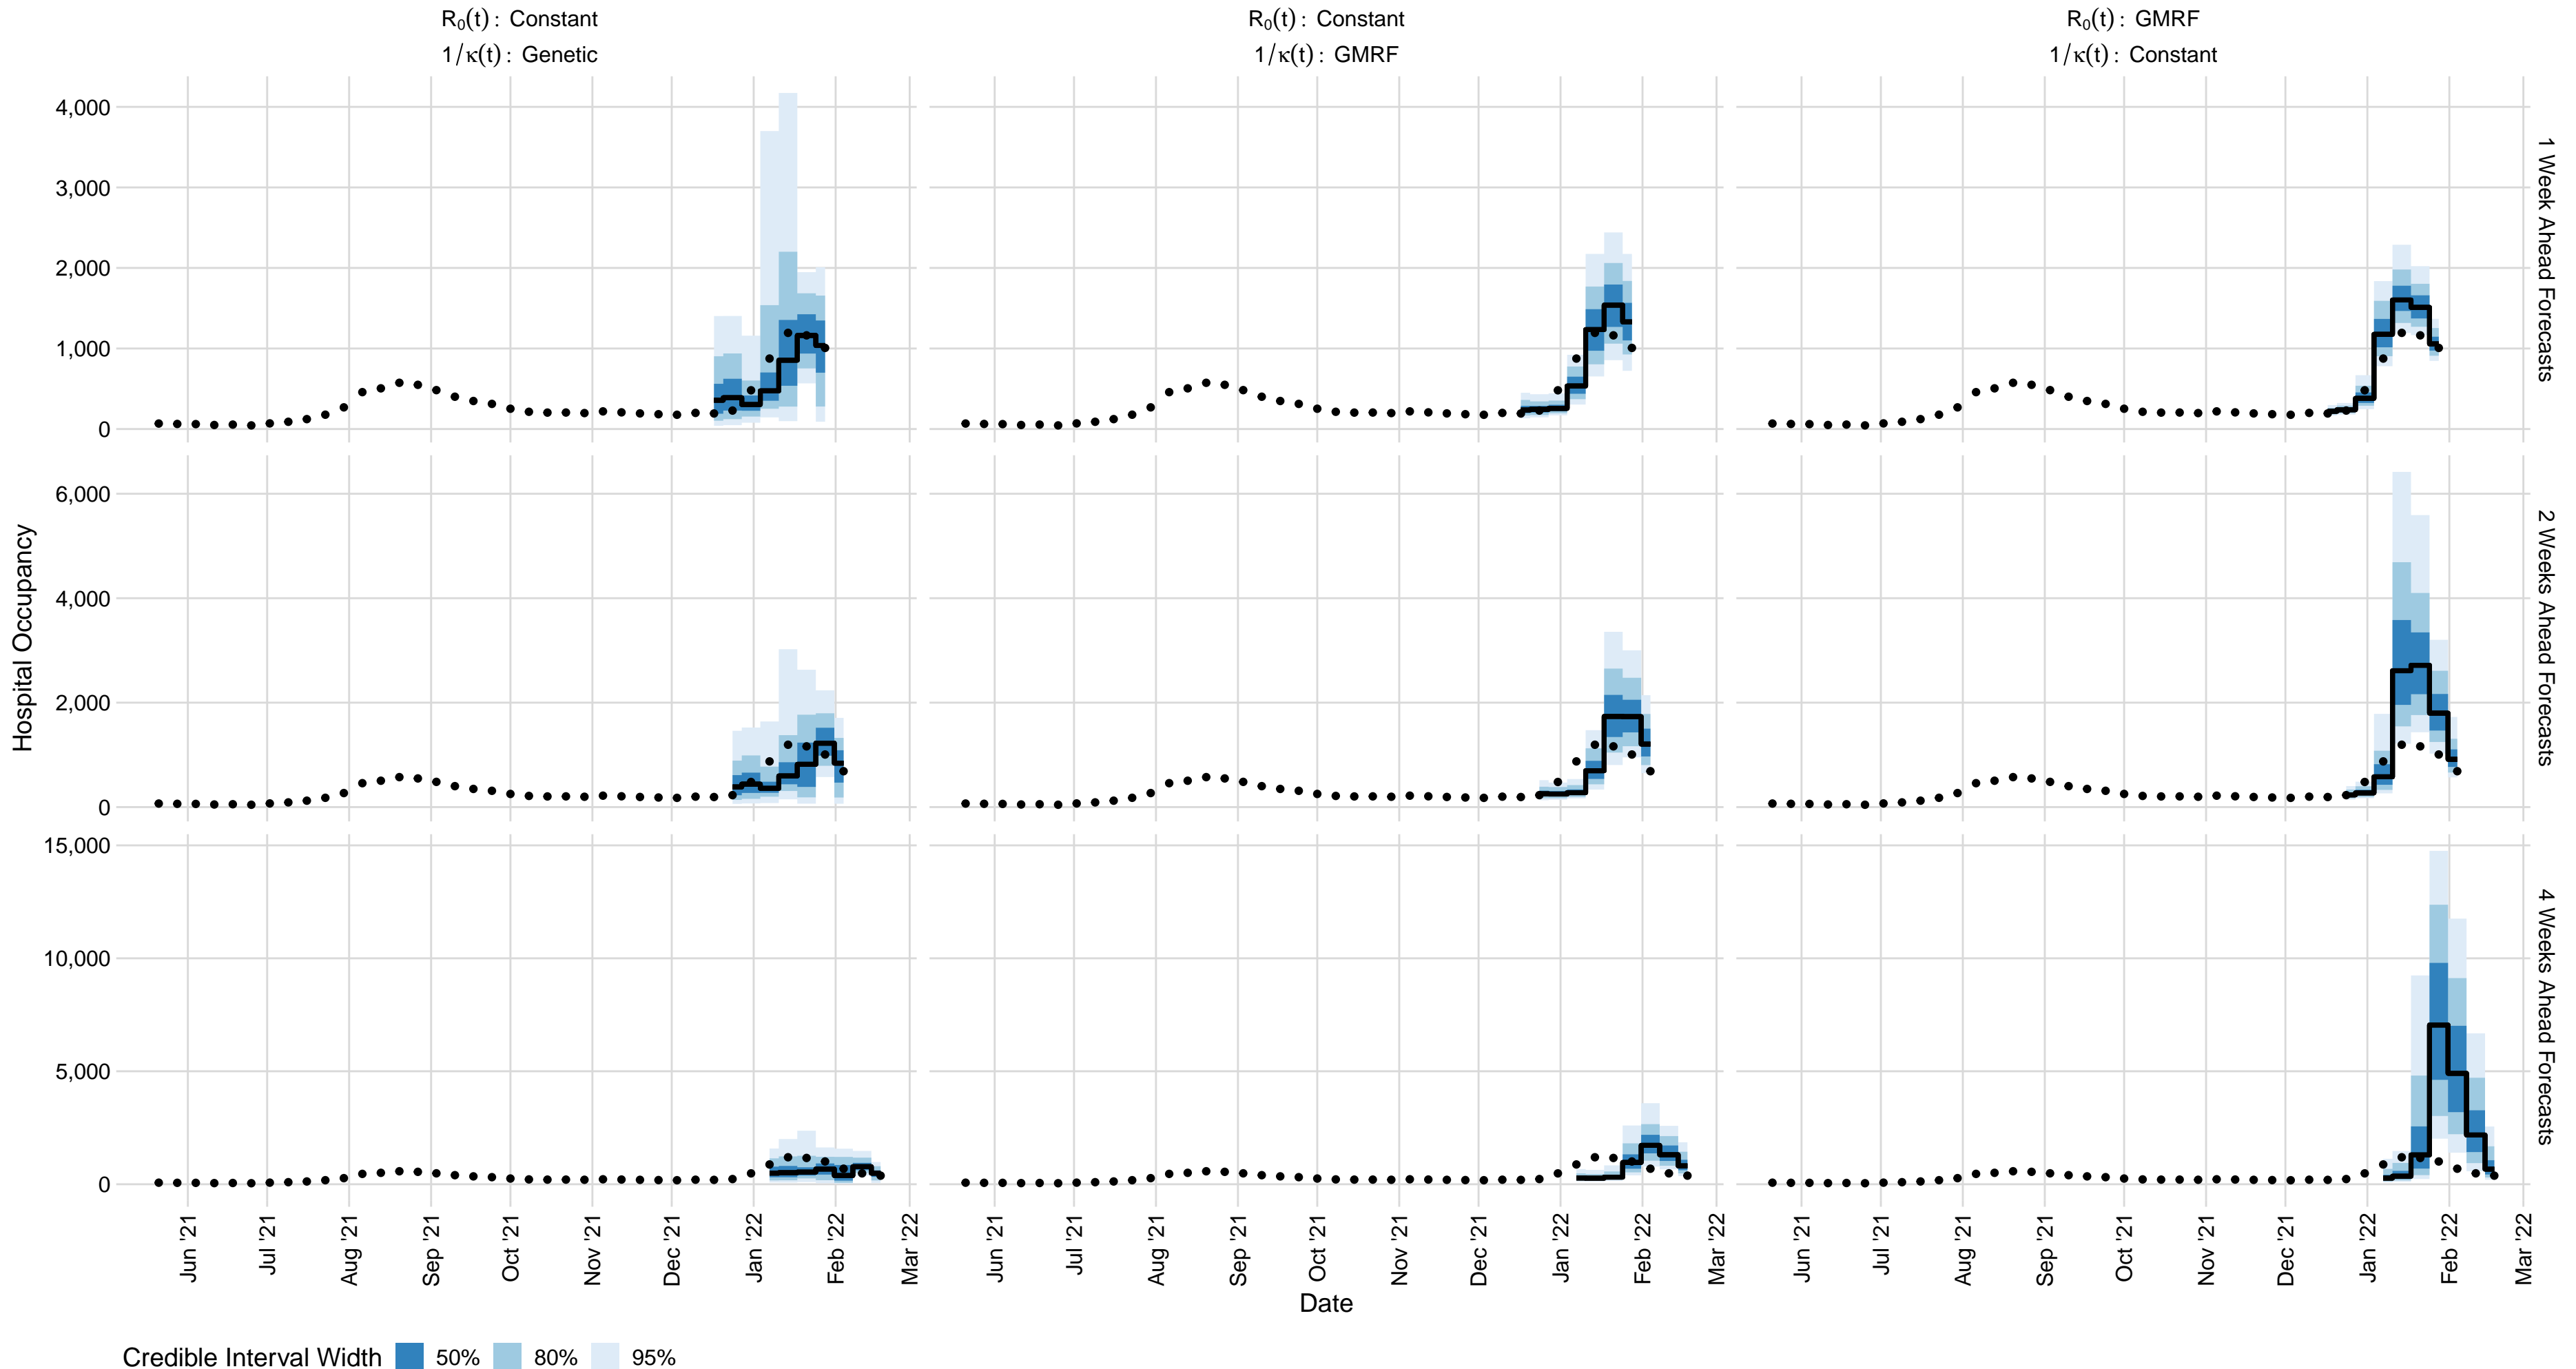 R₀(t): Constant
1/κ(t): Genetic
R₀(t): Constant
1/κ(t): GMRF
R₀(t): GMRF
1/κ(t): Constant
Hospital Occupancy
4,000
3,000
2,000
1,000
0
1 Week Ahead Forecasts
6,000
4,000
2,000
0
2 Weeks Ahead Forecasts
15,000
10,000
5,000
0
4 Weeks Ahead Forecasts
Jun '21
Jul '21
Aug '21
Sep '21
Oct '21
Nov '21
Dec '21
Jan '22
Feb '22
Mar '22
Jun '21
Jul '21
Aug '21
Sep '21
Oct '21
Nov '21
Dec '21
Jan '22
Feb '22
Mar '22
Jun '21
Jul '21
Aug '21
Sep '21
Oct '21
Nov '21
Dec '21
Jan '22
Feb '22
Mar '22
Date
Credible Interval Width 50% 80% 95%